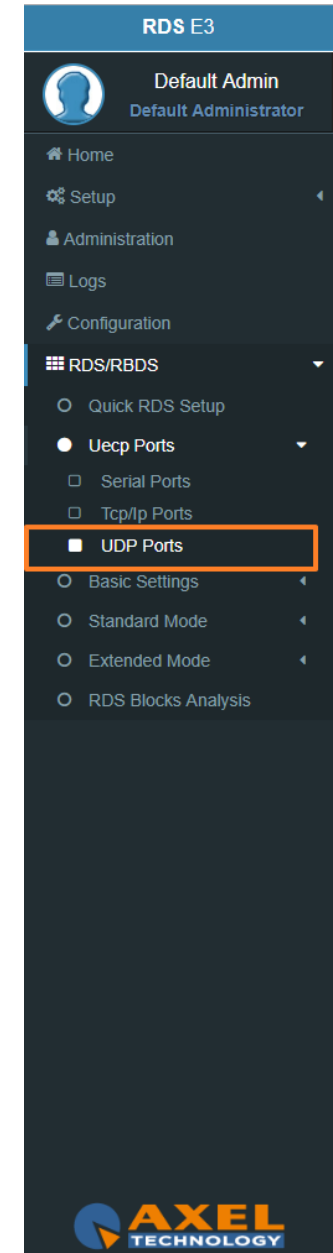 RDS E3
Default Admin
Default Administrator
Home
Setup
Administration
Logs
Configuration
RDS/RBDS
Quick RDS Setup
Uecp Ports
Serial Ports
Tcp/Ip Ports
UDP Ports
Basic Settings
Standard Mode
Extended Mode
RDS Blocks Analysis
AXEL
TECHNOLOGY